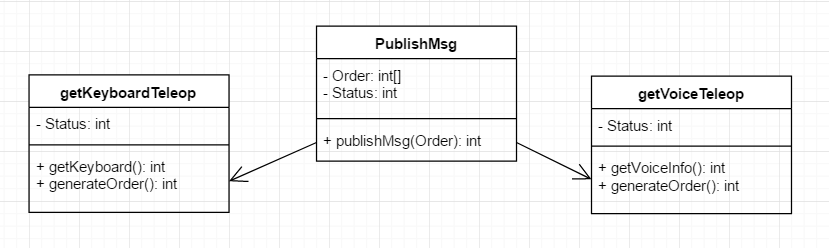 PublishMsg
- Order: int[]
- Status: int
+ publishMsg(Order): int
getKeyboardTeleop
- Status: int
+ getKeyboard(): int
+ generateOrder(): int
getVoiceTeleop
- Status: int
+ getVoiceInfo(): int
+ generateOrder(): int